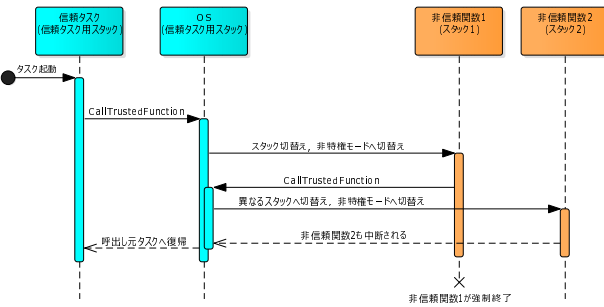 信頼タスク
(信頼タスク用スタック)
OS
(信頼タスク用スタック)
非信頼関数1
(スタック1)
非信頼関数2
(スタック2)
タスク起動
CallTrustedFunction
スタック切替え，非特権モードへ切替え
CallTrustedFunction
異なるスタックへ切替え，非特権モードへ切替え
非信頼関数2も中断される
呼出し元タスクへ復帰
非信頼関数1が強制終了